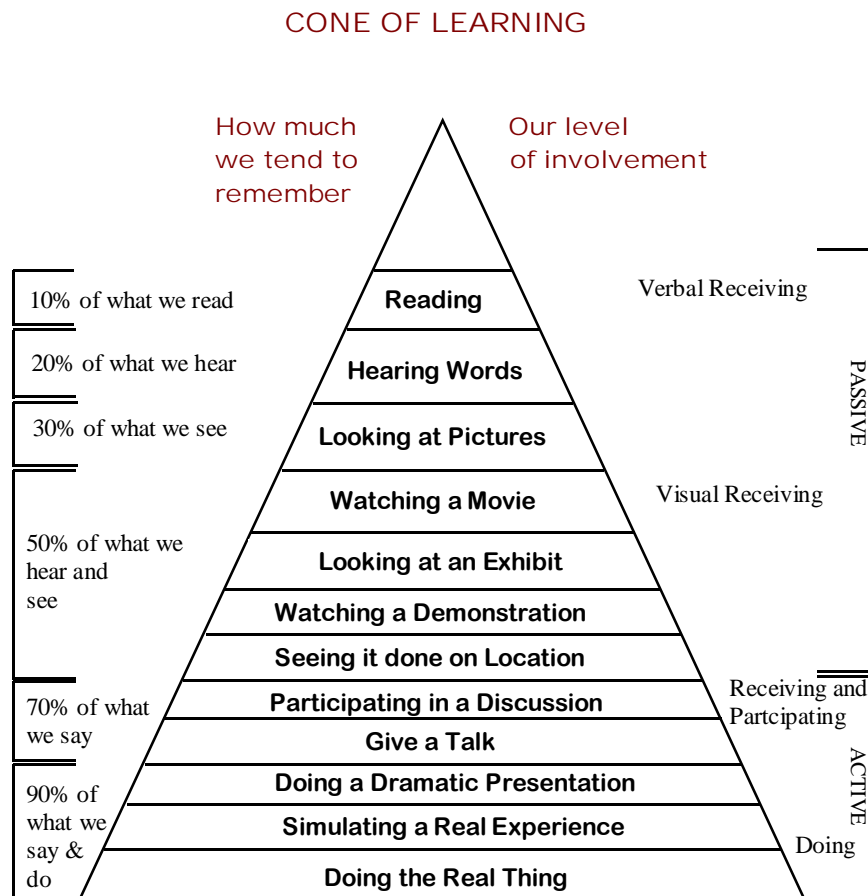 CONE OF LEARNING
How much
we tend to
remember
Our level
of involvement
10% of what we read
Reading
Verbal Receiving
20% of what we hear
Hearing Words
PASSIVE
30% of what we see
Looking at Pictures
50% of what we
hear and
see
Watching a Movie
Visual Receiving
Looking at an Exhibit
Watching a Demonstration
Seeing it done on Location
70% of what
we say
Participating in a Discussion
Receiving and
Partcipating
Give a Talk
ACTIVE
90% of
what we
say &
do
Doing a Dramatic Presentation
Simulating a Real Experience
Doing
Doing the Real Thing